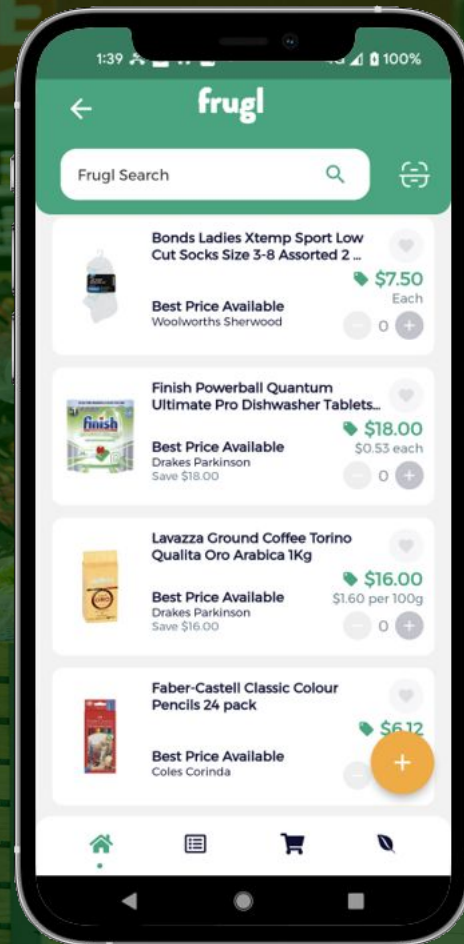 1:39
100%
frugl
Frugl Search
Bonds Ladies Xtemp Sport Low
Cut Socks Size 3-8 Assorted 2 ...
$7.50
Each
Best Price Available
Woolworths Sherwood
0
Finish Powerball Quantum
Ultimate Pro Dishwasher Tablets...
finish
$18.00
Best Price Available
$0.53 each
Drakes Parkinson
Save $18.00
0
Lavazza Ground Coffee Torino
Qualita Oro Arabica 1Kg
$16.00
Best Price Available
$1.60 per 100g
Drakes Parkinson
Save $16.00
0
Faber-Castell Classic Colour
Pencils 24 pack
$6.12
Best Price Available
Coles Corinda